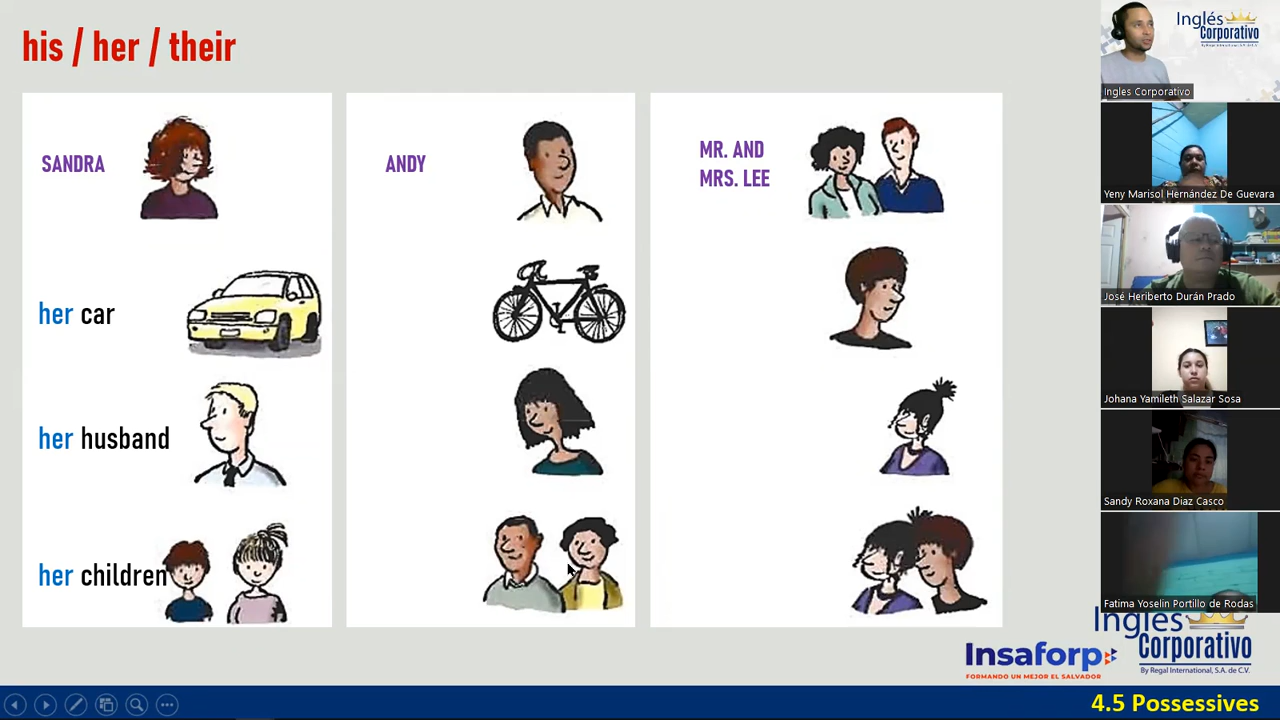 his / her / their
SANDRA
her car
her husband
her children
ANDY
MR. AND
MRS. LEE
Inglés
Corporativo
Ingles Corporativo
Yeny Marisol Hernández De Guevara
José Heriberto Durán Prado
Johana Yamileth Salazar Sosa
Sandy Roxana Diaz Casco
Fatima Yoselin Portillo de Rodas
Insaforp
FORMANDO UN MEJOR EL SALVADOR
Inglés
Corporativo
By Regal International, S.A. de C.V.
4.5 Possessives